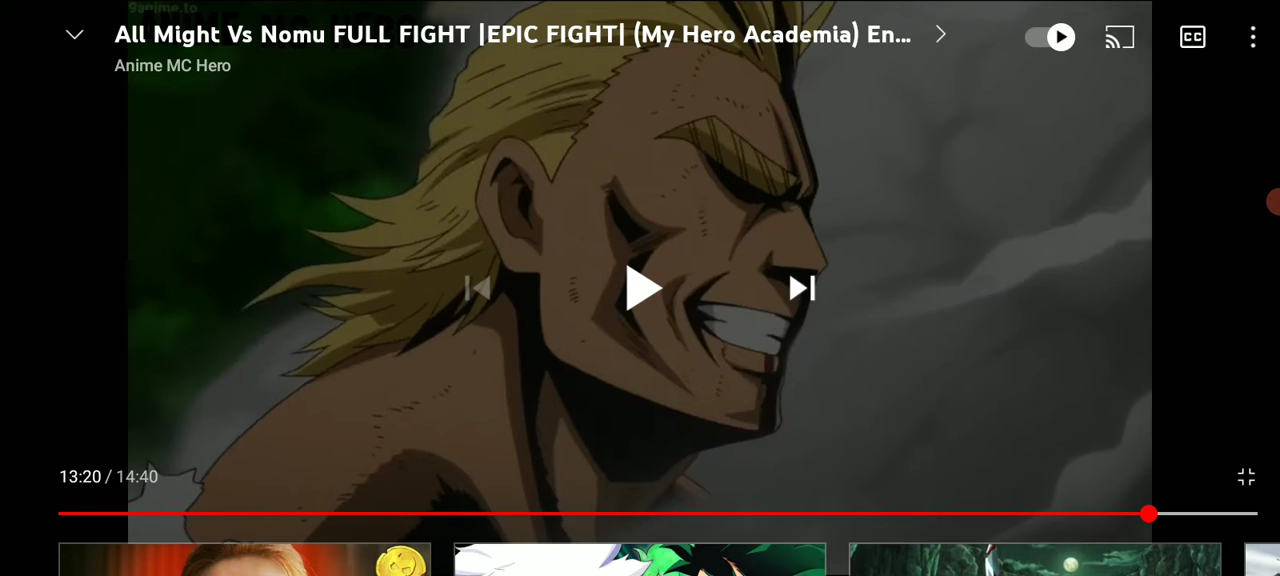 9anime.to
All Might Vs Nomu FULL FIGHT |EPIC FIGHT| (My Hero Academia) En...
Anime MC Hero
CC
13:20 / 14:40